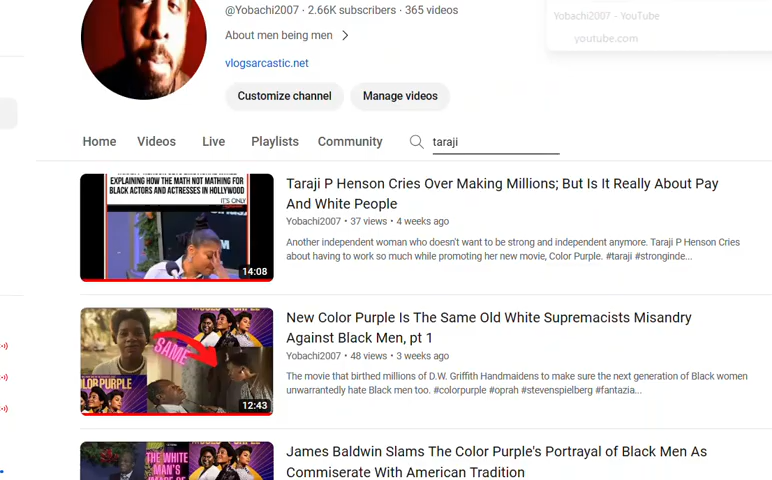 @Yobachi2007 · 2.66K subscribers · 365 videos
Yobachi2007 - YouTube
youtube.com
About men being men
vlogsarcastic.net
Customize channel
Manage videos
Home
Videos
Live
Playlists
Community
taraji
EXPLAINING HOW THE MATH NOT MATHING FOR
BLACK ACTORS AND ACTRESSES IN HOLLYWOOD
IT'S ONLY
14:08
Taraji P Henson Cries Over Making Millions; But Is It Really About Pay
And White People
Yobachi2007 • 37 views • 4 weeks ago
Another independent woman who doesn't want to be strong and independent anymore. Taraji P Henson Cries
about having to work so much while promoting her new movie, Color Purple. #taraji #stronginde...
SAME
12:43
New Color Purple Is The Same Old White Supremacists Misandry
Against Black Men, pt 1
Yobachi2007 • 48 views • 3 weeks ago
The movie that birthed millions of D.W. Griffith Handmaidens to make sure the next generation of Black women
unwarrantedly hate Black men too. #colorpurple #oprah #stevenspielberg #fantazia...
THE WHITE
MAN'S
James Baldwin Slams The Color Purple's Portrayal of Black Men As
Commiserate With American Tradition